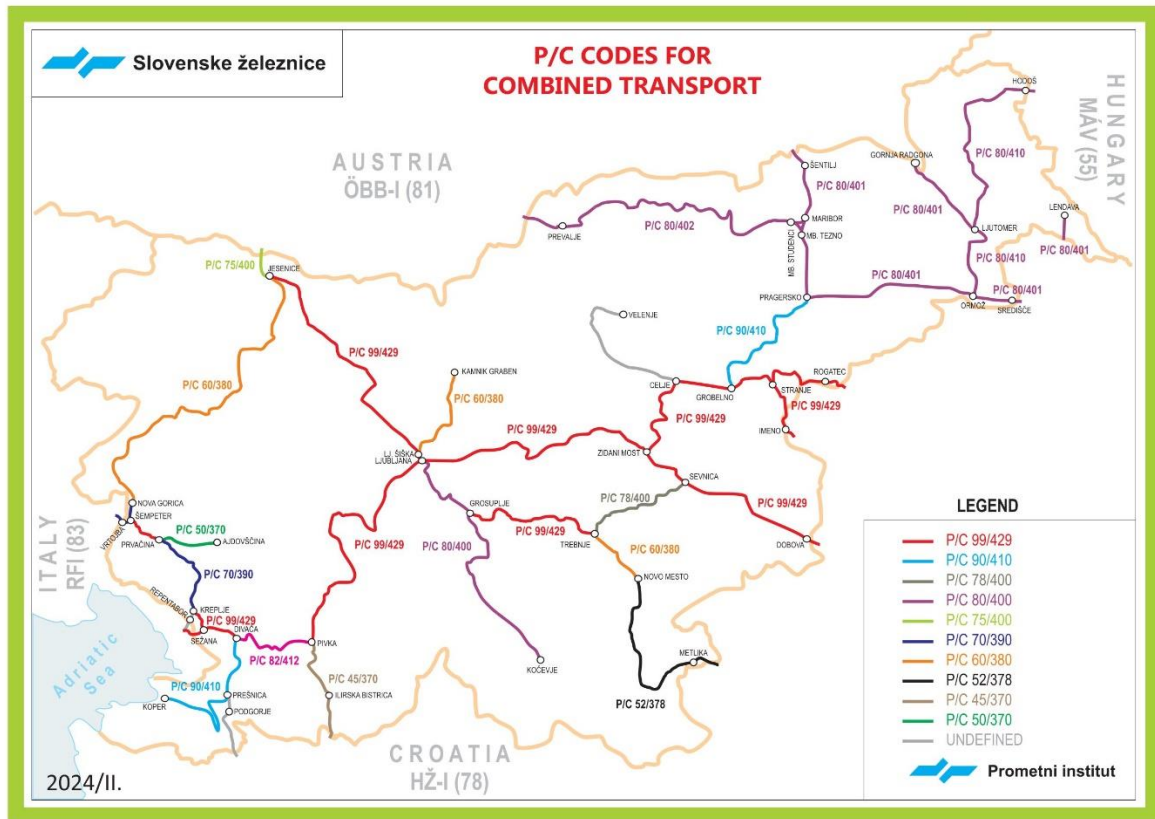 Slovenske železnice
P/C CODES FOR
COMBINED TRANSPORT
AUSTRIA
ÖBB-I (81)
HUNGARY
MÁV (55)
HODOŠ
P/C 80/410
GORNJA RADGONA
ŠENTILJ
P/C 80/401
P/C 80/401
LENDAVA
P/C 80/401
PREVALJE
P/C 80/402
MARIBOR
MB. TEZNO
MB. STUDENCI
LJUTOMER
P/C 80/410
P/C 75/400
JESENICE
P/C 80/401
P/C 80/401
PRAGERSKO
ORMOŽ
SREDIŠČE
VELENJE
P/C 90/410
P/C 99/429
P/C 60/380
KAMNIK GRABEN
P/C 60/380
CELJE
GROBELNO
ROGATEC
STRANJE
P/C 99/429
P/C 99/429
IMENO
P/C 99/429
LJ. ŠIŠKA
LJUBLJANA
ZIDANI MOST
SEVNICA
P/C 78/400
P/C 99/429
NOVA GORICA
ŠEMPETER
VRTOJBA
P/C 50/370
PRVAČINA
AJDOVŠČINA
GROSUPLJE
P/C 99/429
TREBNJE
DOBOVA
P/C 99/429
P/C 80/400
P/C 60/380
ITALY
RFI (83)
P/C 70/390
NOVO MESTO
REPENTABOR
KREPLJE
P/C 99/429
SEŽANA
DIVAČA
PIVKA
P/C 82/412
KOČEVJE
METLIKA
Adriatic
Sea
P/C 90/410
KOPER
PREŠNICA
PODGORJE
P/C 45/370
ILIRSKA BISTRICA
P/C 52/378
CROATIA
HŽ-I (78)
2024/II.
LEGEND
P/C 99/429
P/C 90/410
P/C 78/400
P/C 80/400
P/C 75/400
P/C 70/390
P/C 60/380
P/C 52/378
P/C 45/370
P/C 50/370
UNDEFINED
Prometni institut